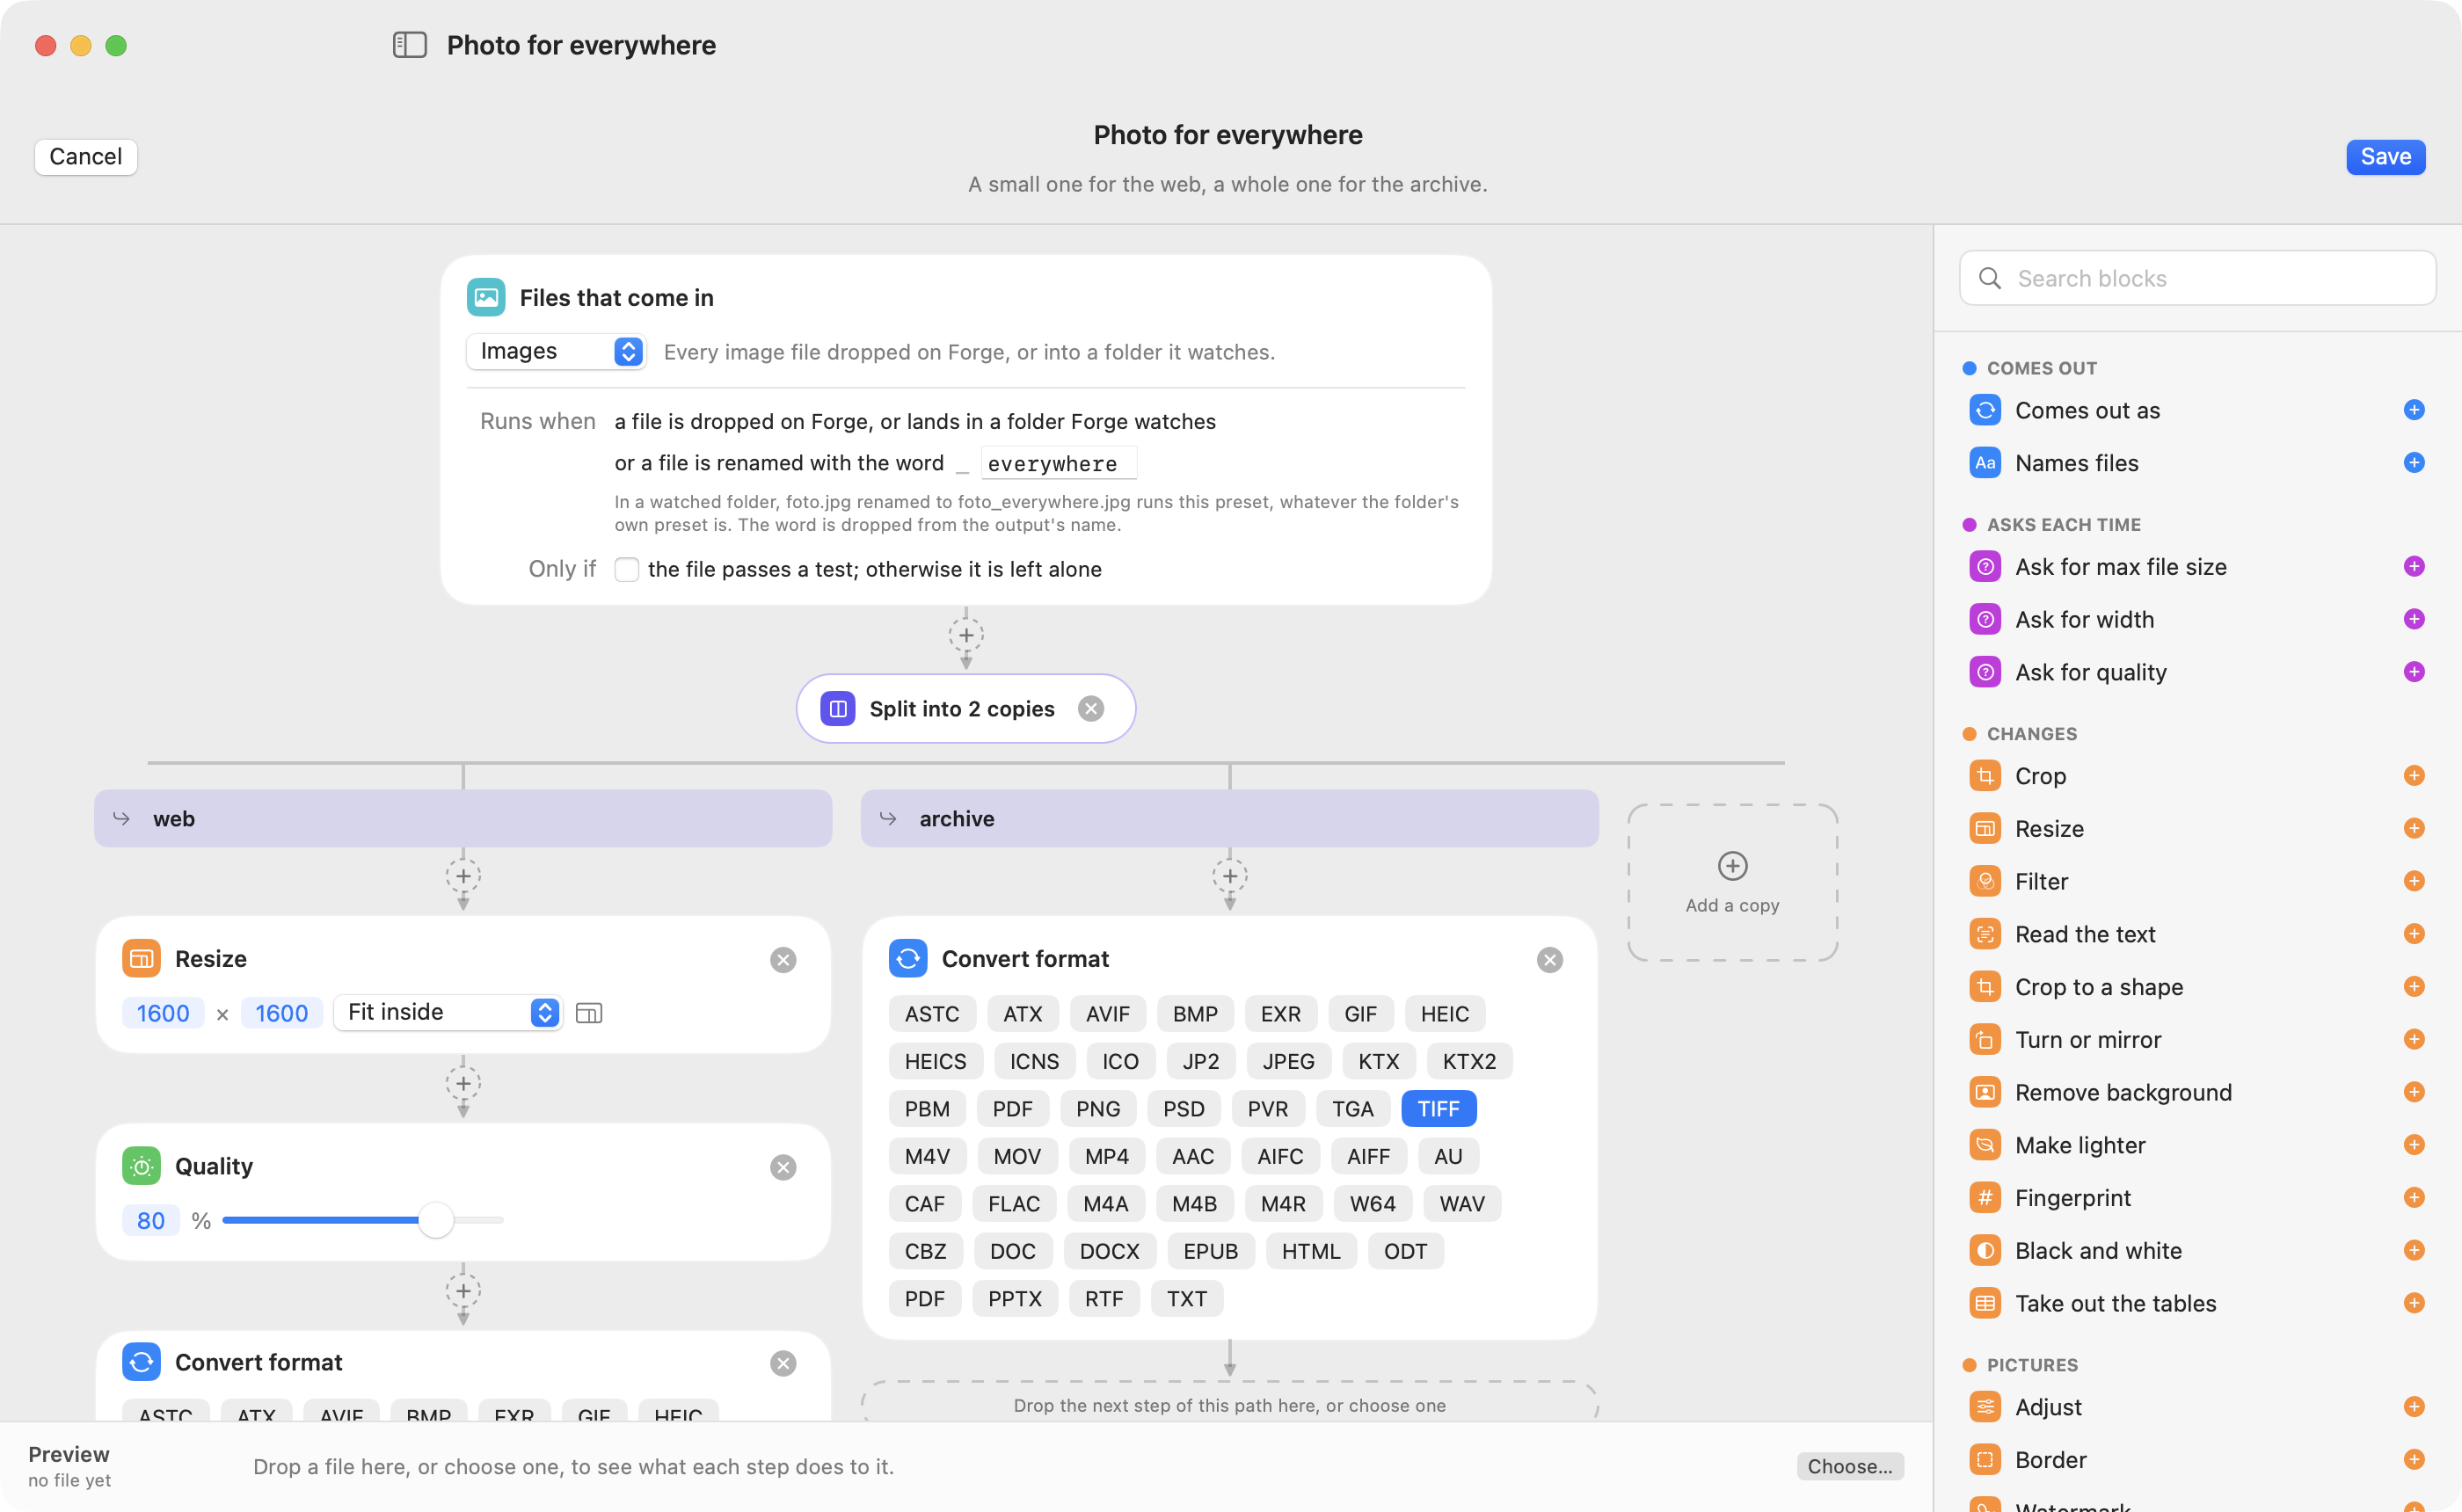 Photo for everywhere
Cancel
Photo for everywhere
A small one for the web, a whole one for the archive.
Save
Files that come in
Images
Every image file dropped on Forge, or into a folder it watches.
Runs when
a file is dropped on Forge, or lands in a folder Forge watches
or a file is renamed with the word _ everywhere
In a watched folder, foto.jpg renamed to foto_everywhere.jpg runs this preset, whatever the folder's
own preset is. The word is dropped from the output's name.
Only if
the file passes a test; otherwise it is left alone
Split into 2 copies
web
Resize
1600 × 1600 Fit inside
Quality
80 %
Convert format
ASTC ATX AVIF BMP EXR GIF HEIC
archive
Convert format
ASTC ATX AVIF BMP EXR GIF HEIC
HEICS ICNS ICO JP2 JPEG KTX KTX2
PBM PDF PNG PSD PVR TGA TIFF
M4V MOV MP4 AAC AIFC AIFF AU
CAF FLAC M4A M4B M4R W64 WAV
CBZ DOC DOCX EPUB HTML ODT
PDF PPTX RTF TXT
Drop the next step of this path here, or choose one
Add a copy
Preview
no file yet
Drop a file here, or choose one, to see what each step does to it.
Choose...
Search blocks
COMES OUT
Comes out as
Aa Names files
ASKS EACH TIME
? Ask for max file size
? Ask for width
? Ask for quality
CHANGES
Crop
Resize
Filter
Read the text
Crop to a shape
Turn or mirror
Remove background
Make lighter
# Fingerprint
Black and white
Take out the tables
PICTURES
Adjust
Border
Watermark